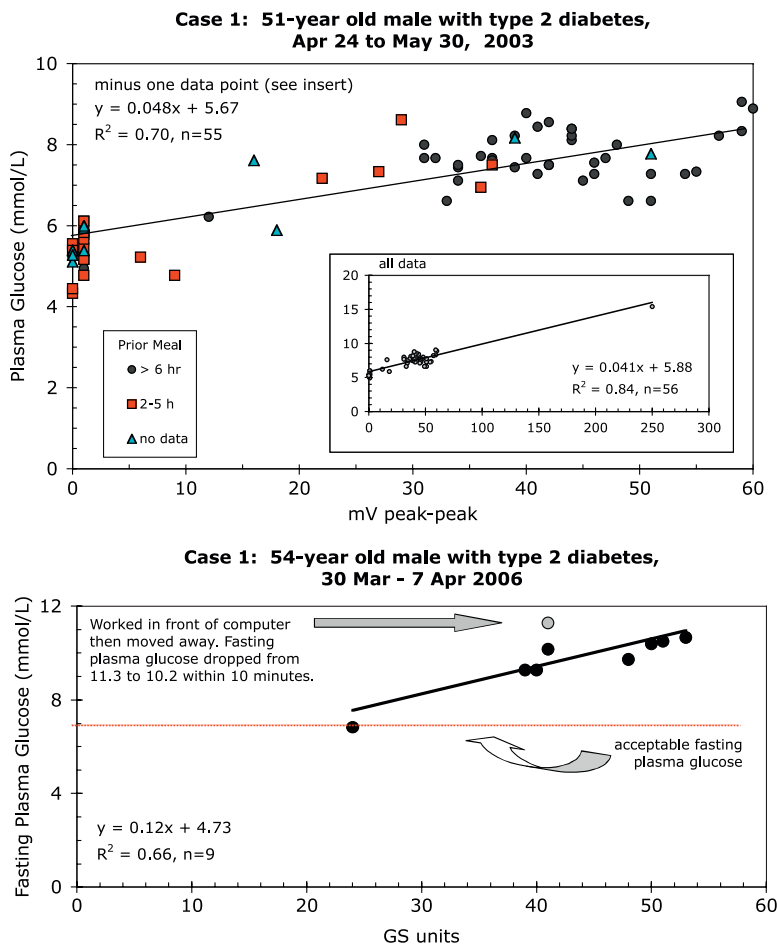 Case 1:  51-year old male with type 2 diabetes,
Apr 24 to May 30,  2003
Plasma Glucose (mmol/L)
10
8
6
4
2
0
minus one data point (see insert)
y = 0.048x + 5.67
R² = 0.70, n=55
Prior Meal
> 6 hr
2-5 h
no data
all data
20
15
10
5
0
y = 0.041x + 5.88
R² = 0.84, n=56
0 50 100 150 200 250 300
0 10 20 30 40 50 60
mV peak-peak
Case 1:  54-year old male with type 2 diabetes,
30 Mar - 7 Apr 2006
Fasting Plasma Glucose (mmol/L)
12
8
4
0
Worked in front of computer
then moved away. Fasting
plasma glucose dropped from
11.3 to 10.2 within 10 minutes.
acceptable fasting
plasma glucose
y = 0.12x + 4.73
R² = 0.66, n=9
0 10 20 30 40 50 60
GS units